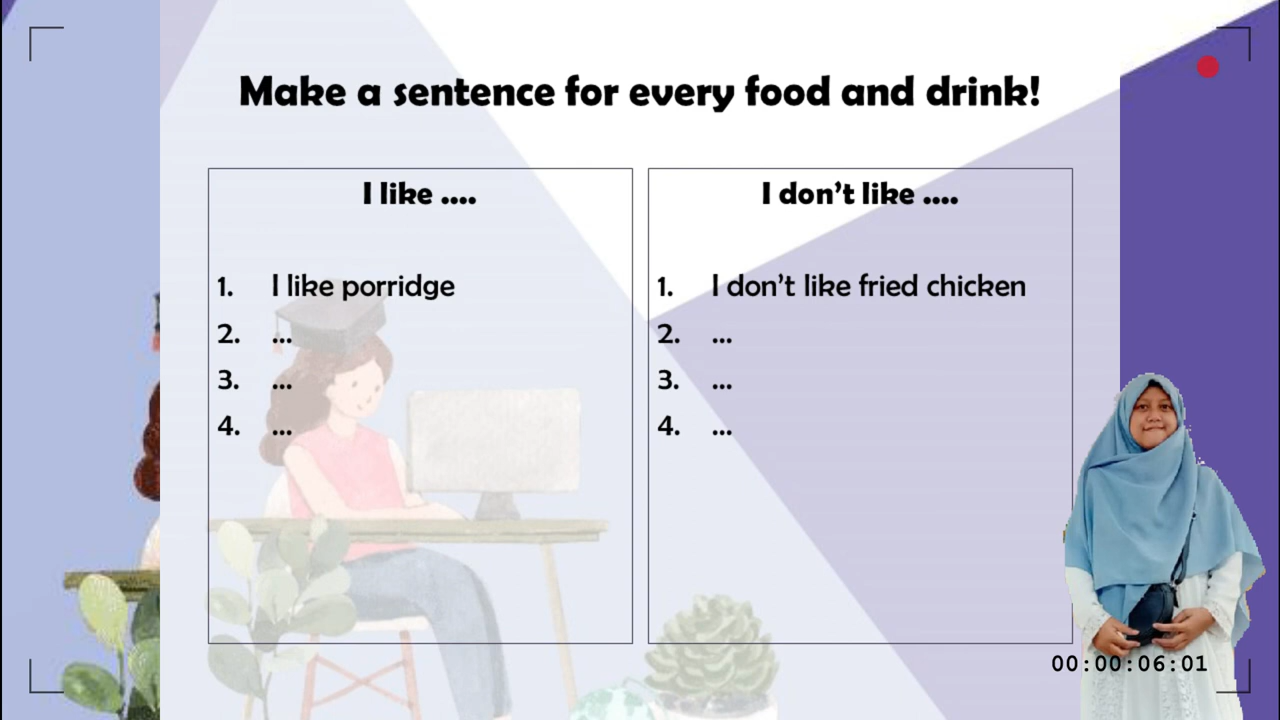 Make a sentence for every food and drink!
I like ....
1. I like porridge
2. ...
3. ...
4. ...
I don’t like ....
1. I don’t like fried chicken
2. ...
3. ...
4. ...
00:00:06:01